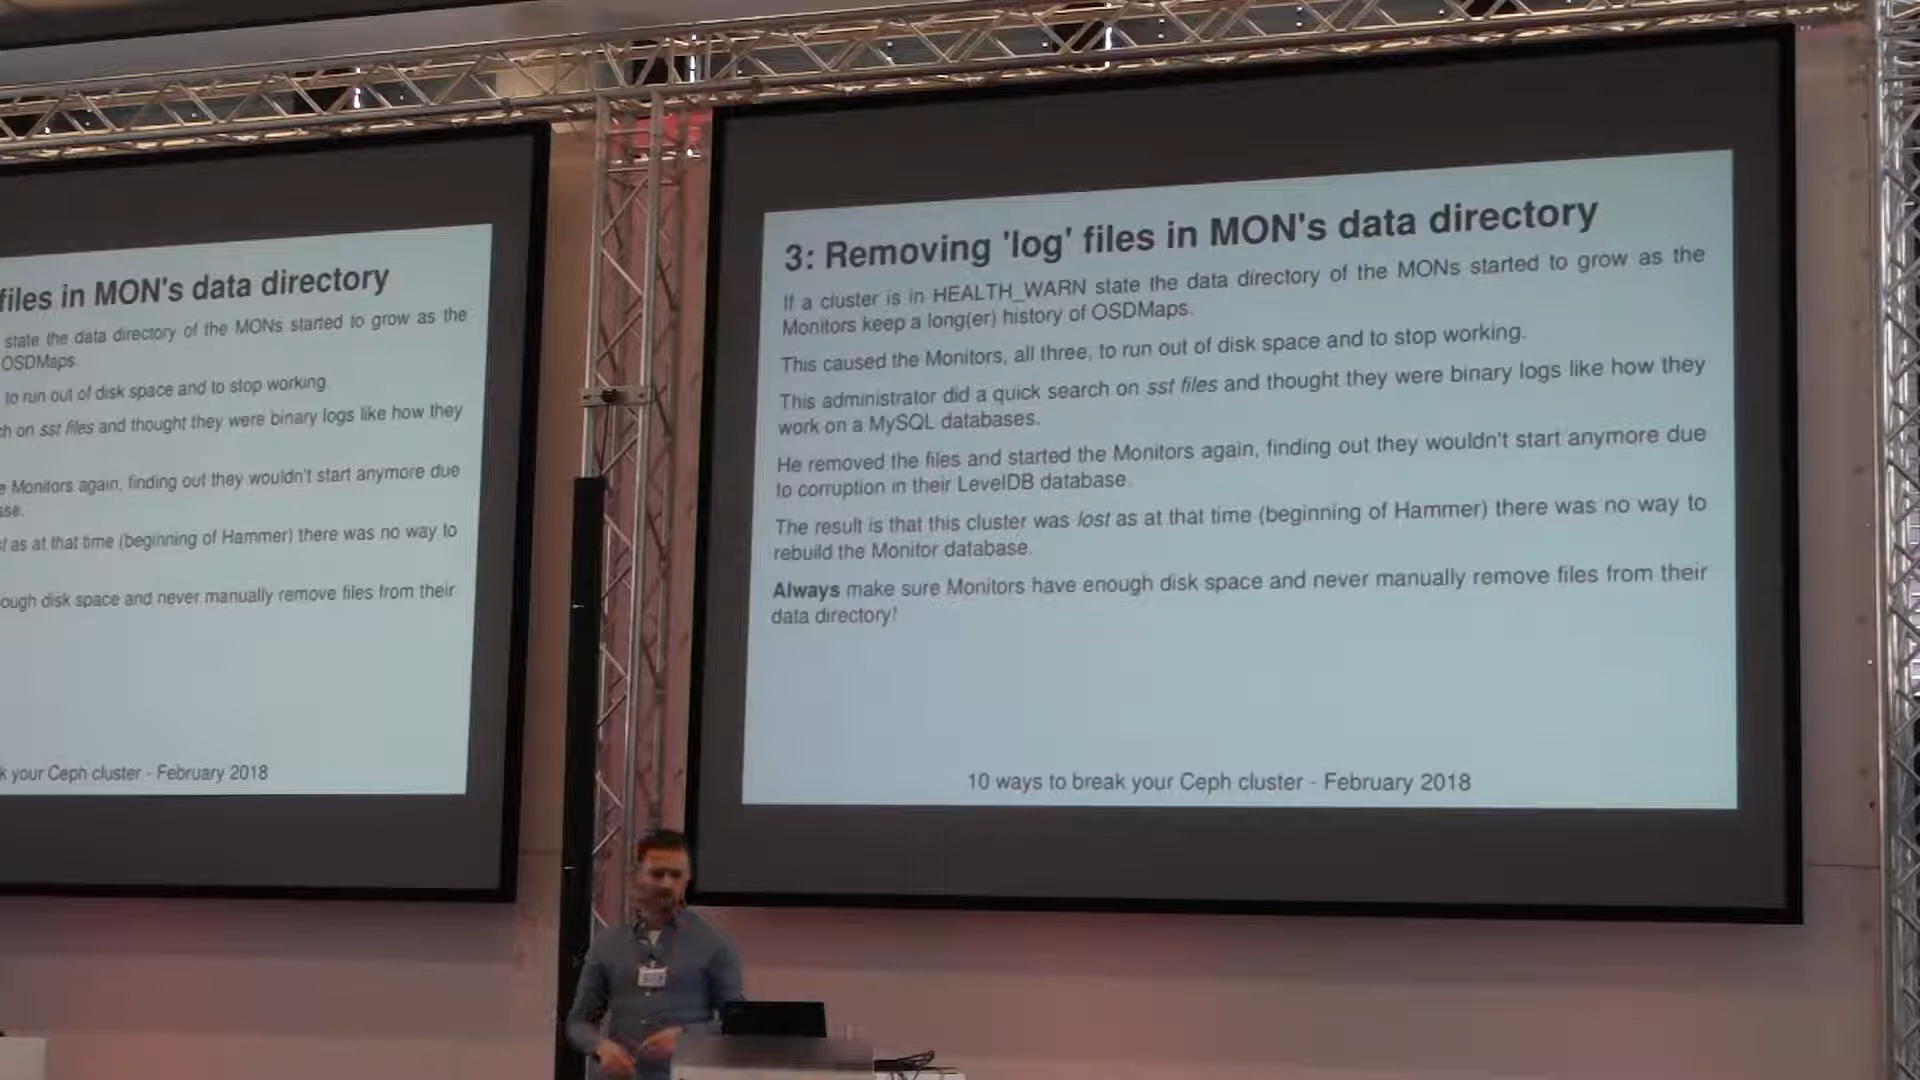 files in MON's data directory
state the data directory of the MONs started to grow as the
OSDMaps.
to run out of disk space and to stop working.
on sst files and thought they were binary logs like how they
Monitors again, finding out they wouldn't start anymore due
as at that time (beginning of Hammer) there was no way to
disk space and never manually remove files from their
your Ceph cluster - February 2018
3: Removing 'log' files in MON's data directory
If a cluster is in HEALTH_WARN state the data directory of the MONs started to grow as the
Monitors keep a long(er) history of OSDMaps.
This caused the Monitors, all three, to run out of disk space and to stop working.
This administrator did a quick search on sst files and thought they were binary logs like how they
work on a MySQL databases.
He removed the files and started the Monitors again, finding out they wouldn't start anymore due
to corruption in their LevelDB database.
The result is that this cluster was lost as at that time (beginning of Hammer) there was no way to
rebuild the Monitor database.
Always make sure Monitors have enough disk space and never manually remove files from their
data directory!
10 ways to break your Ceph cluster - February 2018